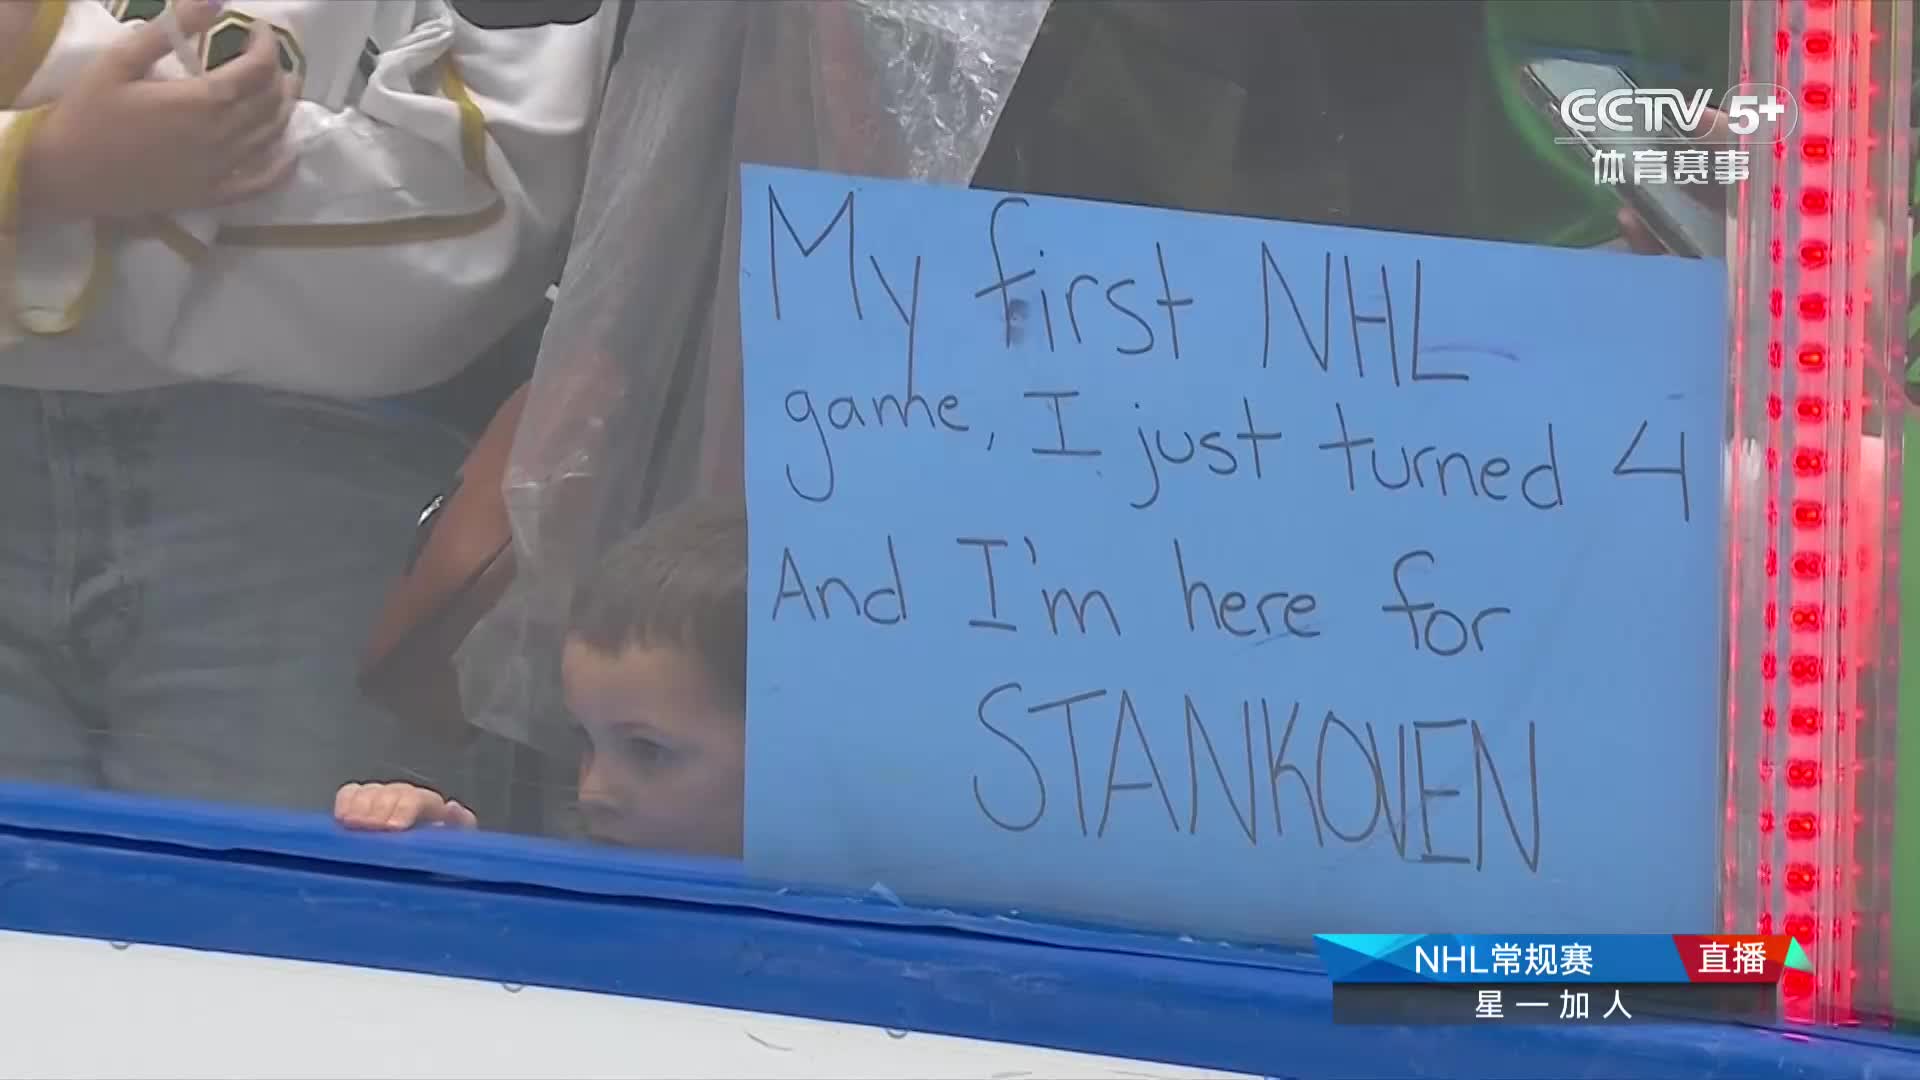 CCTV 5+
体育赛事
My first NHL
game, I just turned 4
And I'm here for
STANKOVEN
NHL常规赛 直播
星—加人